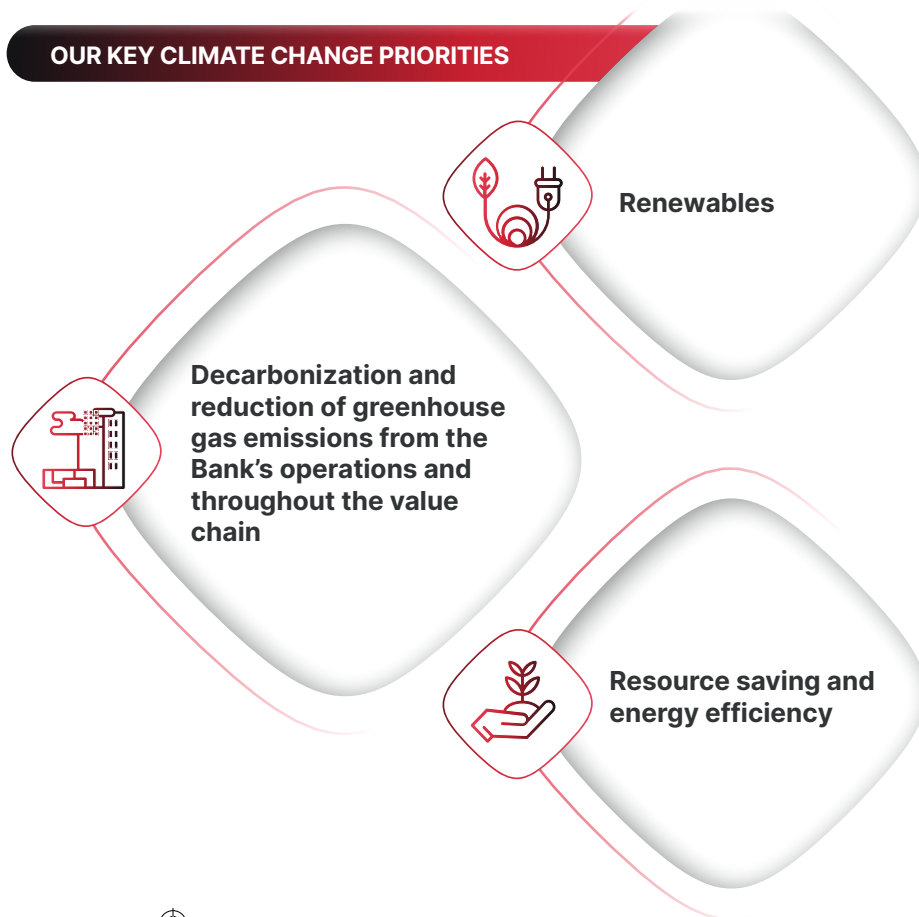 OUR KEY CLIMATE CHANGE PRIORITIES
Renewables
Decarbonization and
reduction of greenhouse
gas emissions from the
Bank’s operations and
throughout the value
chain
Resource saving and
energy efficiency